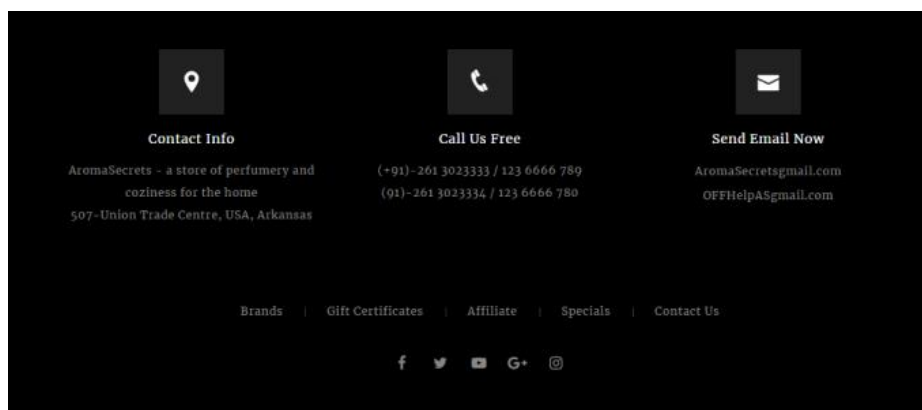 Contact Info
AromaSecrets - a store of perfumery and
coziness for the home
507-Union Trade Centre, USA, Arkansas
Call Us Free
(+91)-261 3023333 / 123 6666 789
(91)-261 3023334 / 123 6666 780
Send Email Now
AromaSecretsgmail.com
OFFHelpASgmail.com
Brands | Gift Certificates | Affiliate | Specials | Contact Us